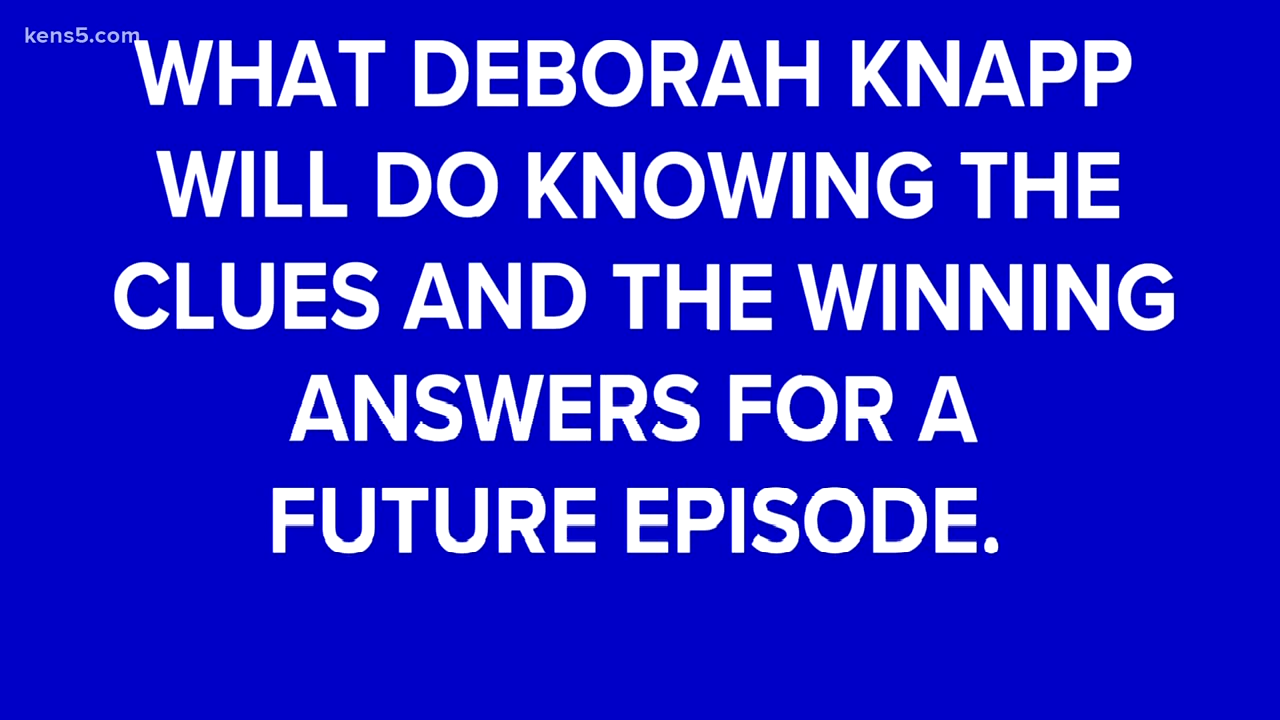 kens5.com
WHAT DEBORAH KNAPP
WILL DO KNOWING THE
CLUES AND THE WINNING
ANSWERS FOR A
FUTURE EPISODE.